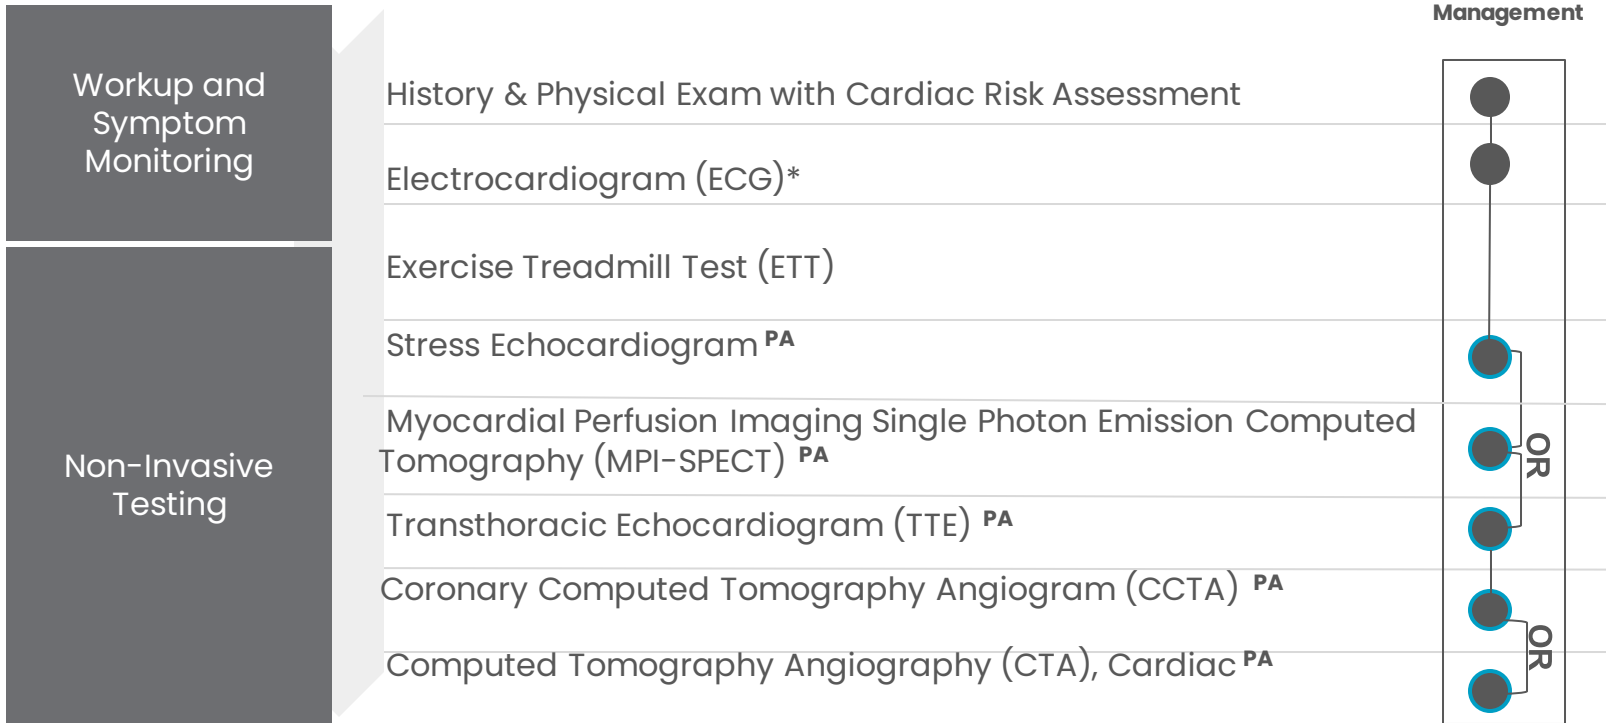 Management
Workup and
Symptom
Monitoring
History & Physical Exam with Cardiac Risk Assessment
Electrocardiogram (ECG)*
Non-Invasive
Testing
Exercise Treadmill Test (ETT)
Stress Echocardiogram PA
Myocardial Perfusion Imaging Single Photon Emission Computed
Tomography (MPI-SPECT) PA
OR
Transthoracic Echocardiogram (TTE) PA
Coronary Computed Tomography Angiogram (CCTA) PA
Computed Tomography Angiography (CTA), Cardiac PA
OR